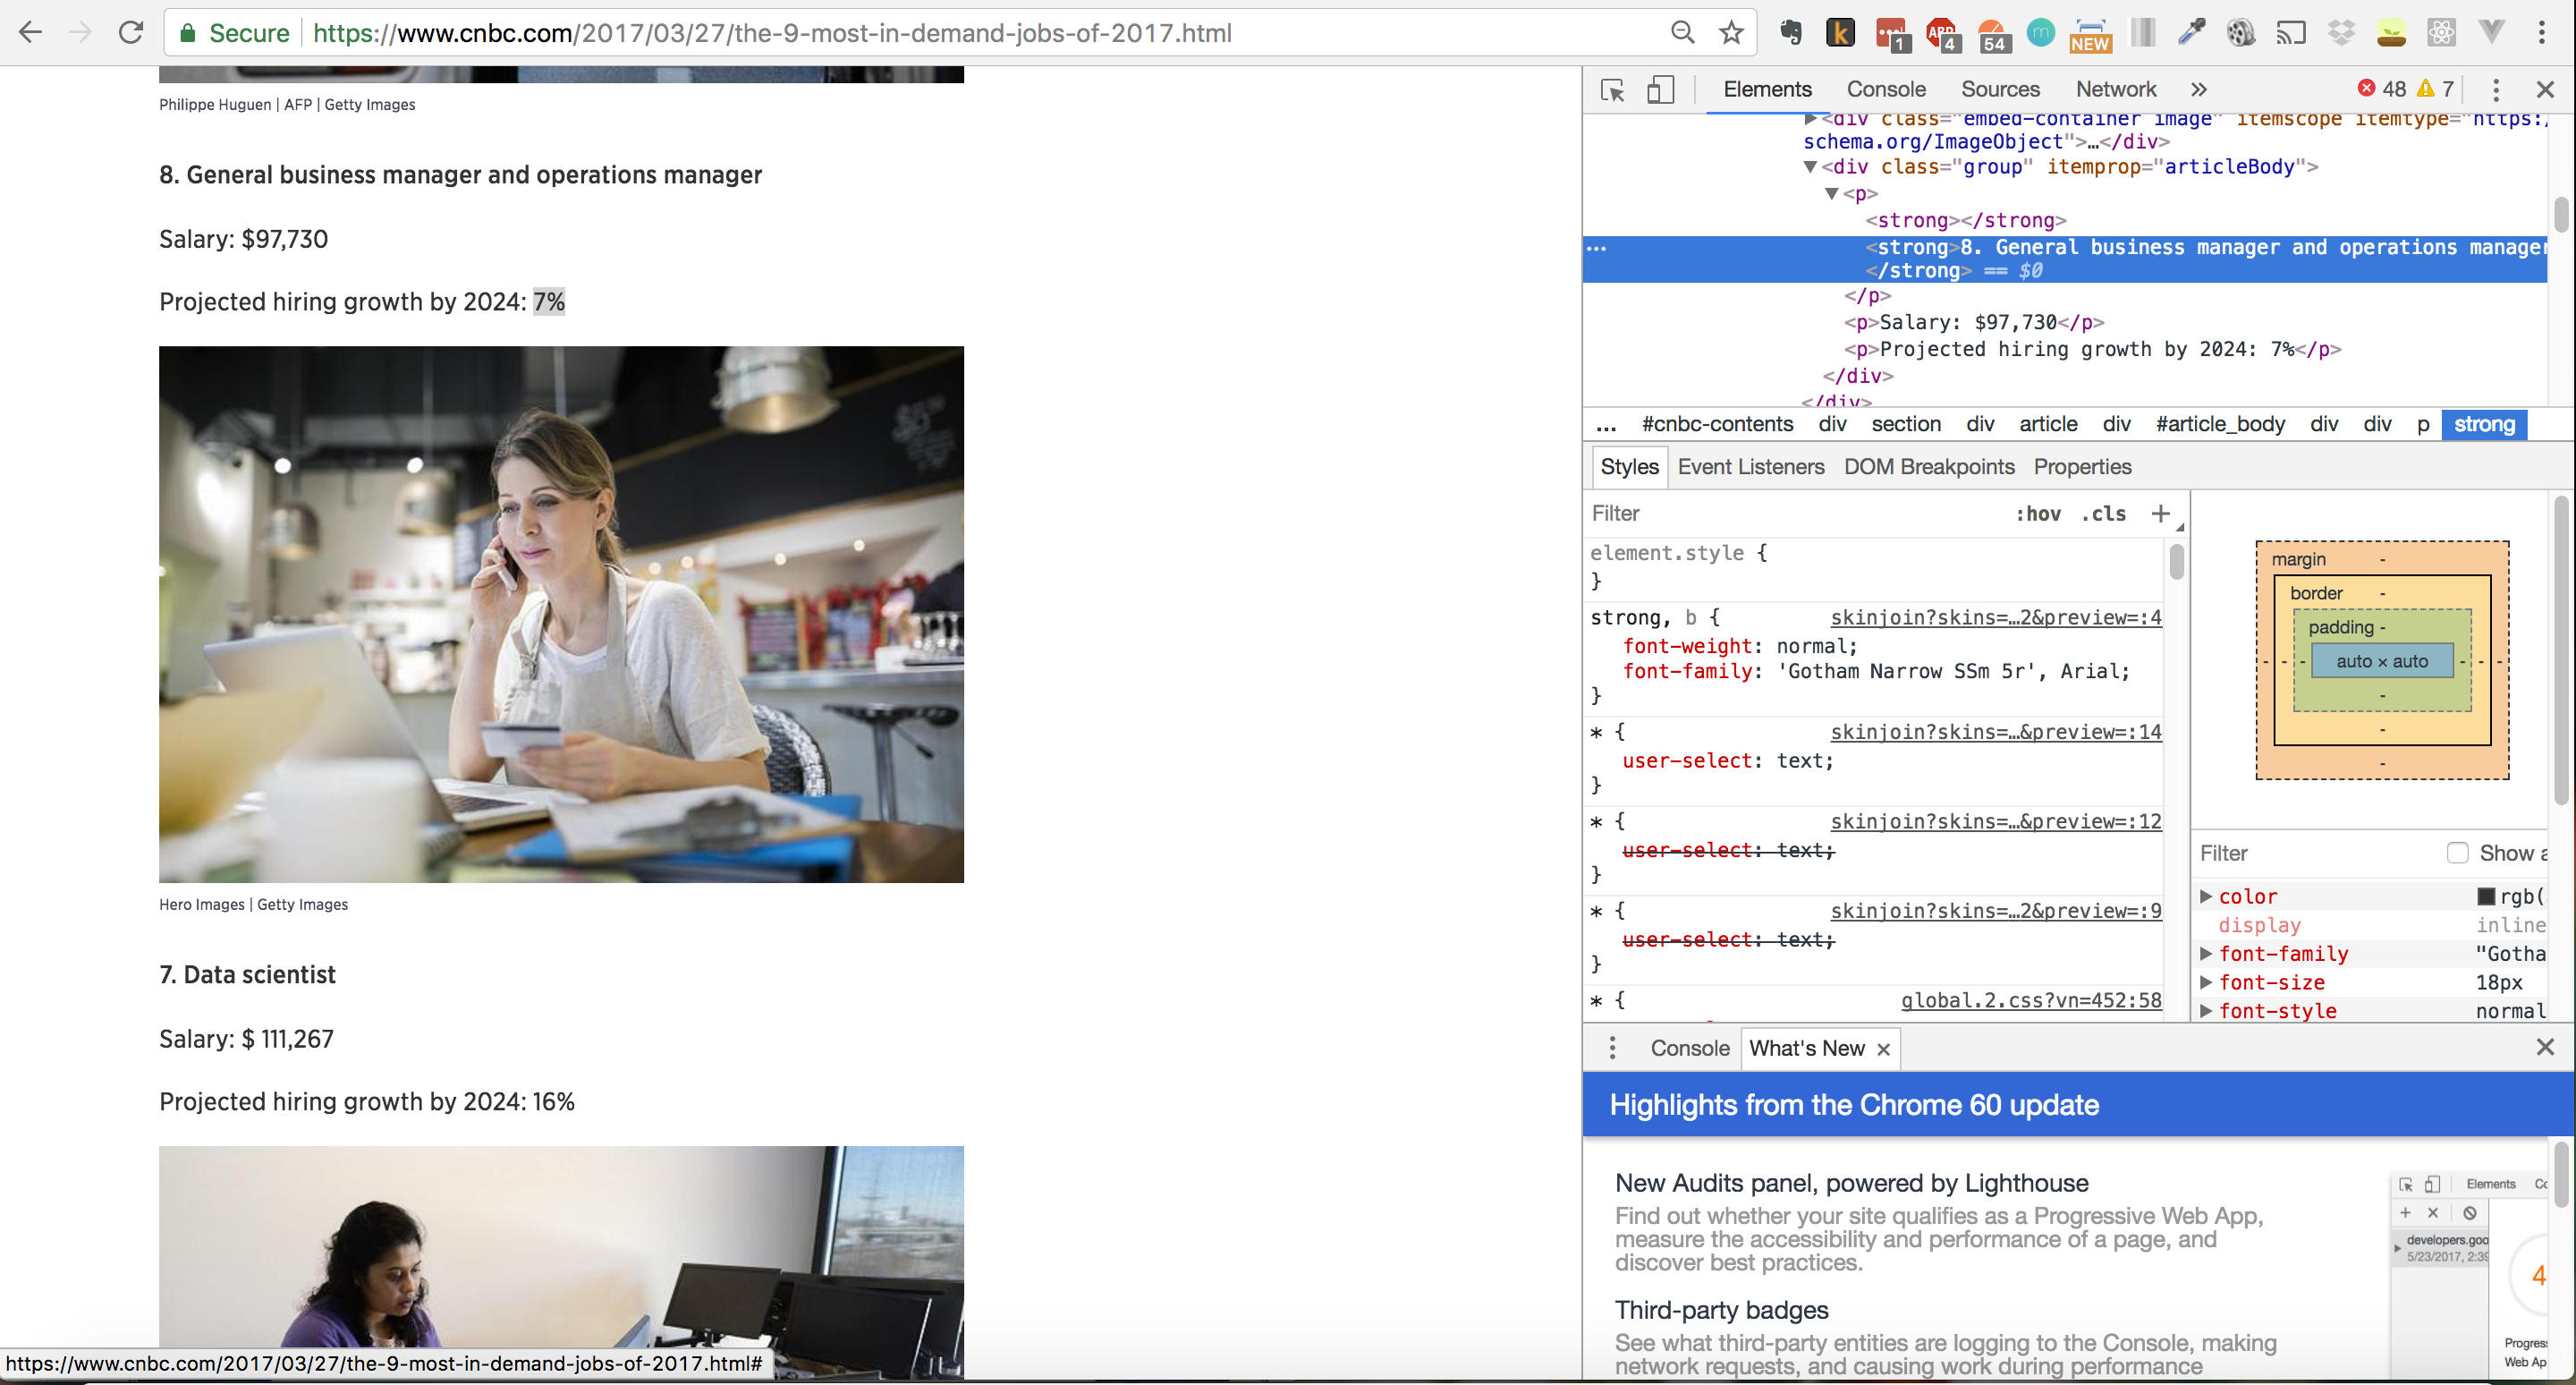 Secure https://www.cnbc.com/2017/03/27/the-9-most-in-demand-jobs-of-2017.html
k 1 ABP 4 54 m NEW
Philippe Huguen | AFP | Getty Images
8. General business manager and operations manager
Salary: $97,730
Projected hiring growth by 2024: 7%
Hero Images | Getty Images
7. Data scientist
Salary: $ 111,267
Projected hiring growth by 2024: 16%
https://www.cnbc.com/2017/03/27/the-9-most-in-demand-jobs-of-2017.html#
Elements Console Sources Network » 48 7
<div class="embed-container image" itemscope itemtype="https:/
schema.org/ImageObject">…</div>
<div class="group" itemprop="articleBody">
<p>
<strong></strong>
<strong>8. General business manager and operations manager
</strong> == $0
</p>
<p>Salary: $97,730</p>
<p>Projected hiring growth by 2024: 7%</p>
</div>
</div>
... #cnbc-contents div section div article div #article_body div div p strong
Styles Event Listeners DOM Breakpoints Properties
Filter :hov .cls +
element.style {
}
strong, b { skinjoin?skins=…2&preview=:4
font-weight: normal;
font-family: 'Gotham Narrow SSm 5r', Arial;
}
* { skinjoin?skins=…&preview=:14
user-select: text;
}
* { skinjoin?skins=…&preview=:12
user-select: text;
}
* { skinjoin?skins=…2&preview=:9
user-select: text;
}
* { global.2.css?vn=452:58
margin -
border -
padding -
- - - auto × auto - - -
-
-
-
Filter Show a
color rgb(
display inline
font-family "Gotha
font-size 18px
font-style normal
Console What's New ×
Highlights from the Chrome 60 update
New Audits panel, powered by Lighthouse
Find out whether your site qualifies as a Progressive Web App,
measure the accessibility and performance of a page, and
discover best practices.
Third-party badges
See what third-party entities are logging to the Console, making
network requests, and causing work during performance
Elements Co
developers.goo
5/23/2017, 2:39
4
Progres
Web Ap